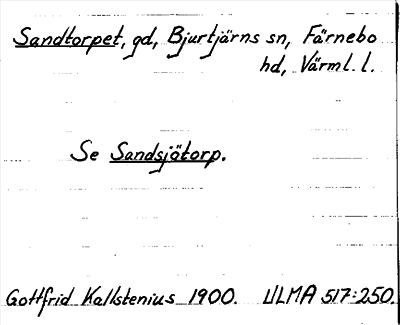 Sandtorpet, gd, Bjurtjärns sn, Färnebo
hd, Värml. l.
Se Sandsjötorp.
Gottfrid Kallstenius 1900. ULMA 517:250.